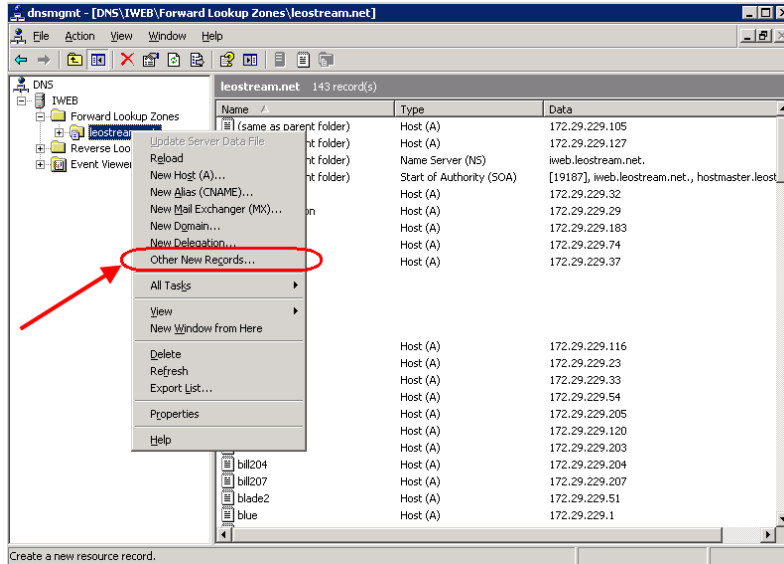 dnsmgmt - [DNS\IWEB\Forward Lookup Zones\leostream.net]
File Action View Window Help
DNS
IWEB
Forward Lookup Zones
Reverse Loo
Event Viewer
leostream.net 143 record(s)
Name Type Data
(same as parent folder) Host (A) 172.29.229.105
nt folder) Host (A) 172.29.229.127
nt folder) Name Server (NS) iweb.leostream.net.
nt folder) Start of Authority (SOA) [19187], iweb.leostream.net., hostmaster.leost
Host (A) 172.29.229.32
on Host (A) 172.29.229.29
Host (A) 172.29.229.183
Host (A) 172.29.229.74
Host (A) 172.29.229.37
Host (A) 172.29.229.116
Host (A) 172.29.229.23
Host (A) 172.29.229.33
Host (A) 172.29.229.54
Host (A) 172.29.229.205
Host (A) 172.29.229.120
Host (A) 172.29.229.203
bill204 Host (A) 172.29.229.204
bill207 Host (A) 172.29.229.207
blade2 Host (A) 172.29.229.51
blue Host (A) 172.29.229.1
Update Server Data File
Reload
New Host (A)...
New Alias (CNAME)...
New Mail Exchanger (MX)...
New Domain...
New Delegation...
Other New Records...
All Tasks
View
New Window from Here
Delete
Refresh
Export List...
Properties
Help
Create a new resource record.